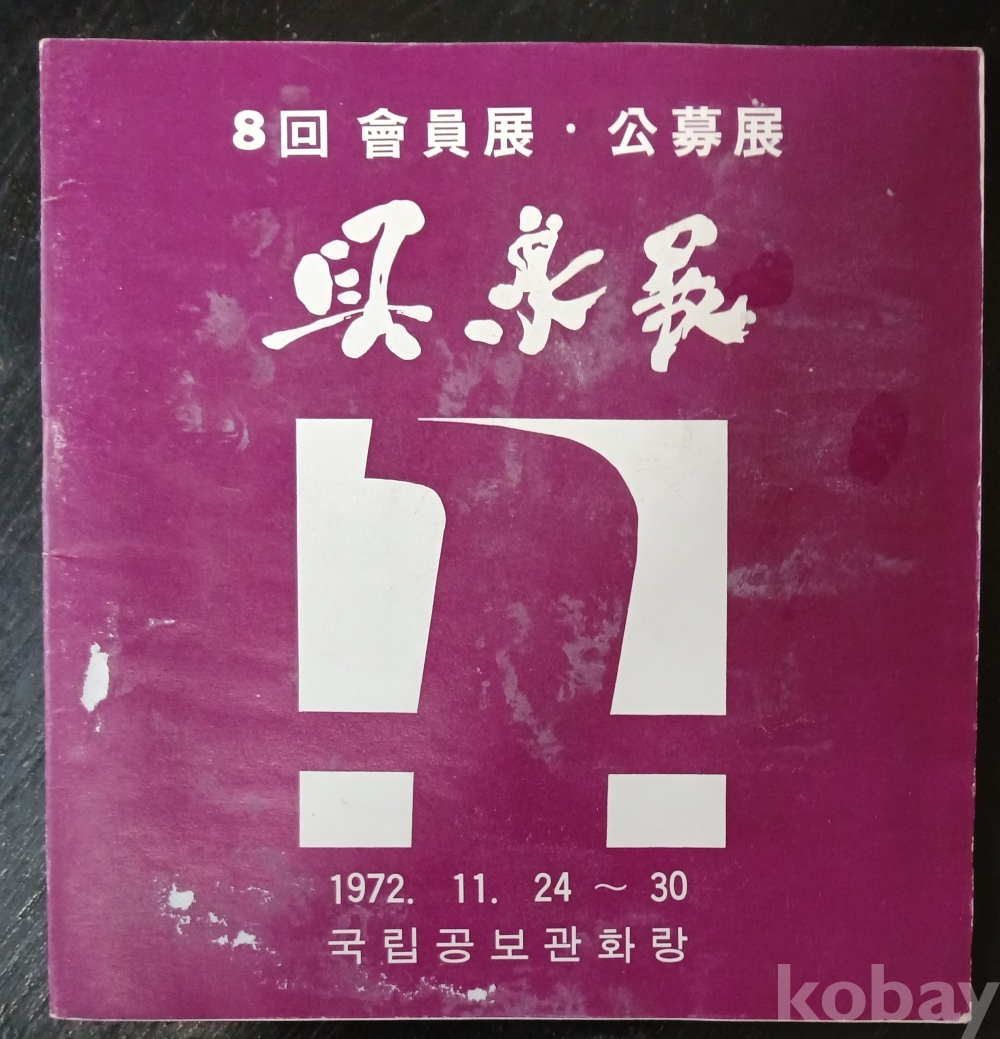 8回 會員展·公募展
具象展
1972. 11. 24 ~ 30
국립공보관화랑
kobay